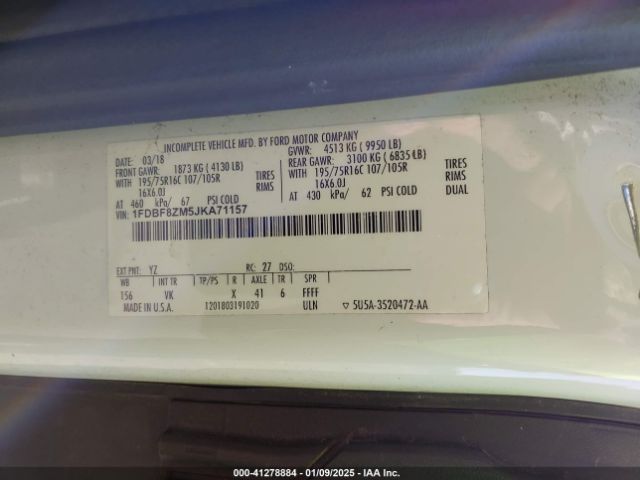 INCOMPLETE VEHICLE MFD. BY FORD MOTOR COMPANY
DATE: 03/18 GVWR: 4513 KG ( 9950 LB)
FRONT GAWR: 1873 KG ( 4130 LB) REAR GAWR: 3100 KG ( 6835 LB)
WITH 195/75R16C 107/105R TIRES WITH 195/75R16C 107/105R TIRES
16X6.0J RIMS 16X6.0J RIMS
AT 460 kPa/ 67 PSI COLD AT 430 kPa/ 62 PSI COLD DUAL
VIN: 1FDBF8ZM5JKA71157
EXT PNT: YZ RC: 27 DSO:
WB INT TR TP/PS R AXLE TR SPR
156 VK X 41 6 FFFF
MADE IN U.S.A. 1201803191020 ULN ▽ 5U5A-3520472-AA
000-41278884 - 01/09/2025 - IAA Inc.